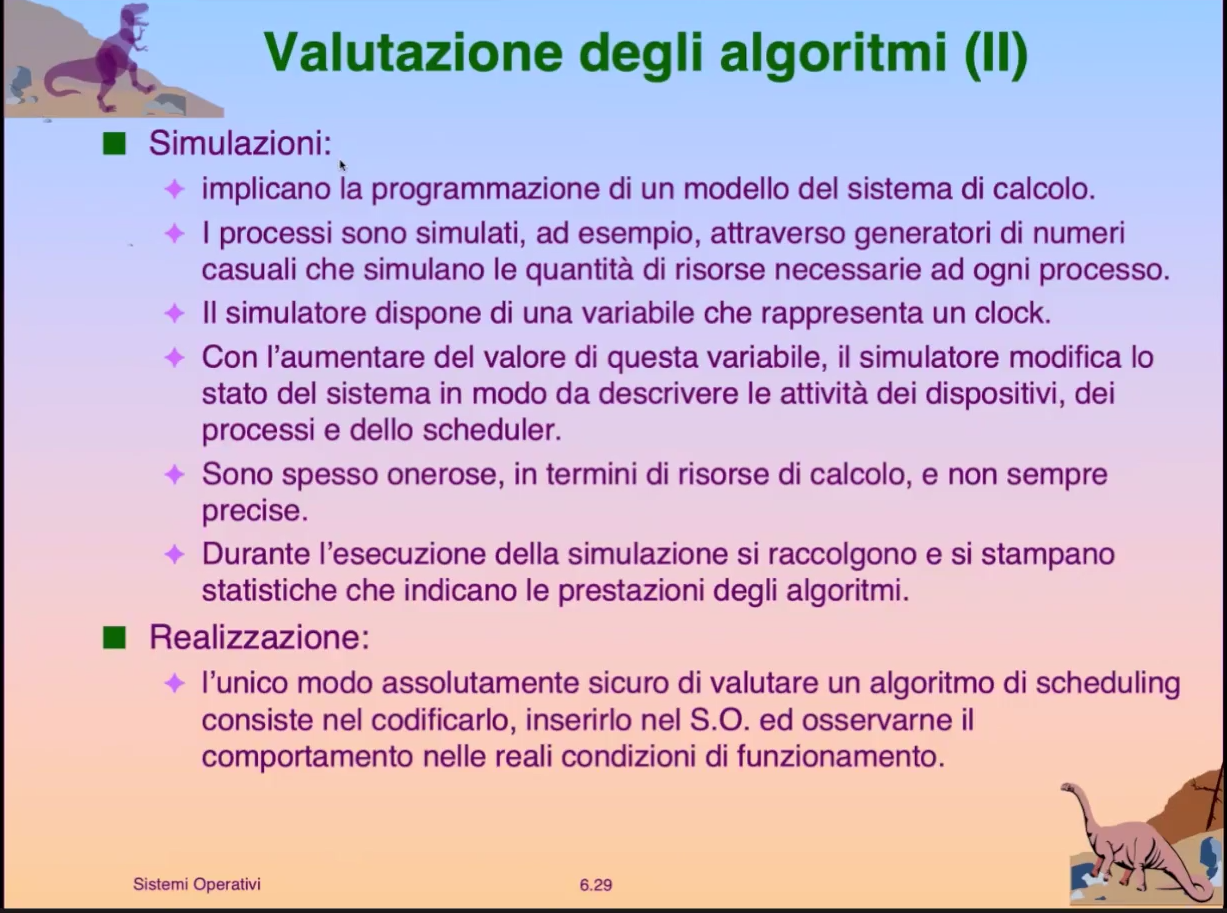 Valutazione degli algoritmi (II)
Simulazioni:
implicano la programmazione di un modello del sistema di calcolo.
I processi sono simulati, ad esempio, attraverso generatori di numeri
casuali che simulano le quantità di risorse necessarie ad ogni processo.
Il simulatore dispone di una variabile che rappresenta un clock.
Con l'aumentare del valore di questa variabile, il simulatore modifica lo
stato del sistema in modo da descrivere le attività dei dispositivi, dei
processi e dello scheduler.
Sono spesso onerose, in termini di risorse di calcolo, e non sempre
precise.
Durante l'esecuzione della simulazione si raccolgono e si stampano
statistiche che indicano le prestazioni degli algoritmi.
Realizzazione:
l'unico modo assolutamente sicuro di valutare un algoritmo di scheduling
consiste nel codificarlo, inserirlo nel S.O. ed osservarne il
comportamento nelle reali condizioni di funzionamento.
Sistemi Operativi
6.29